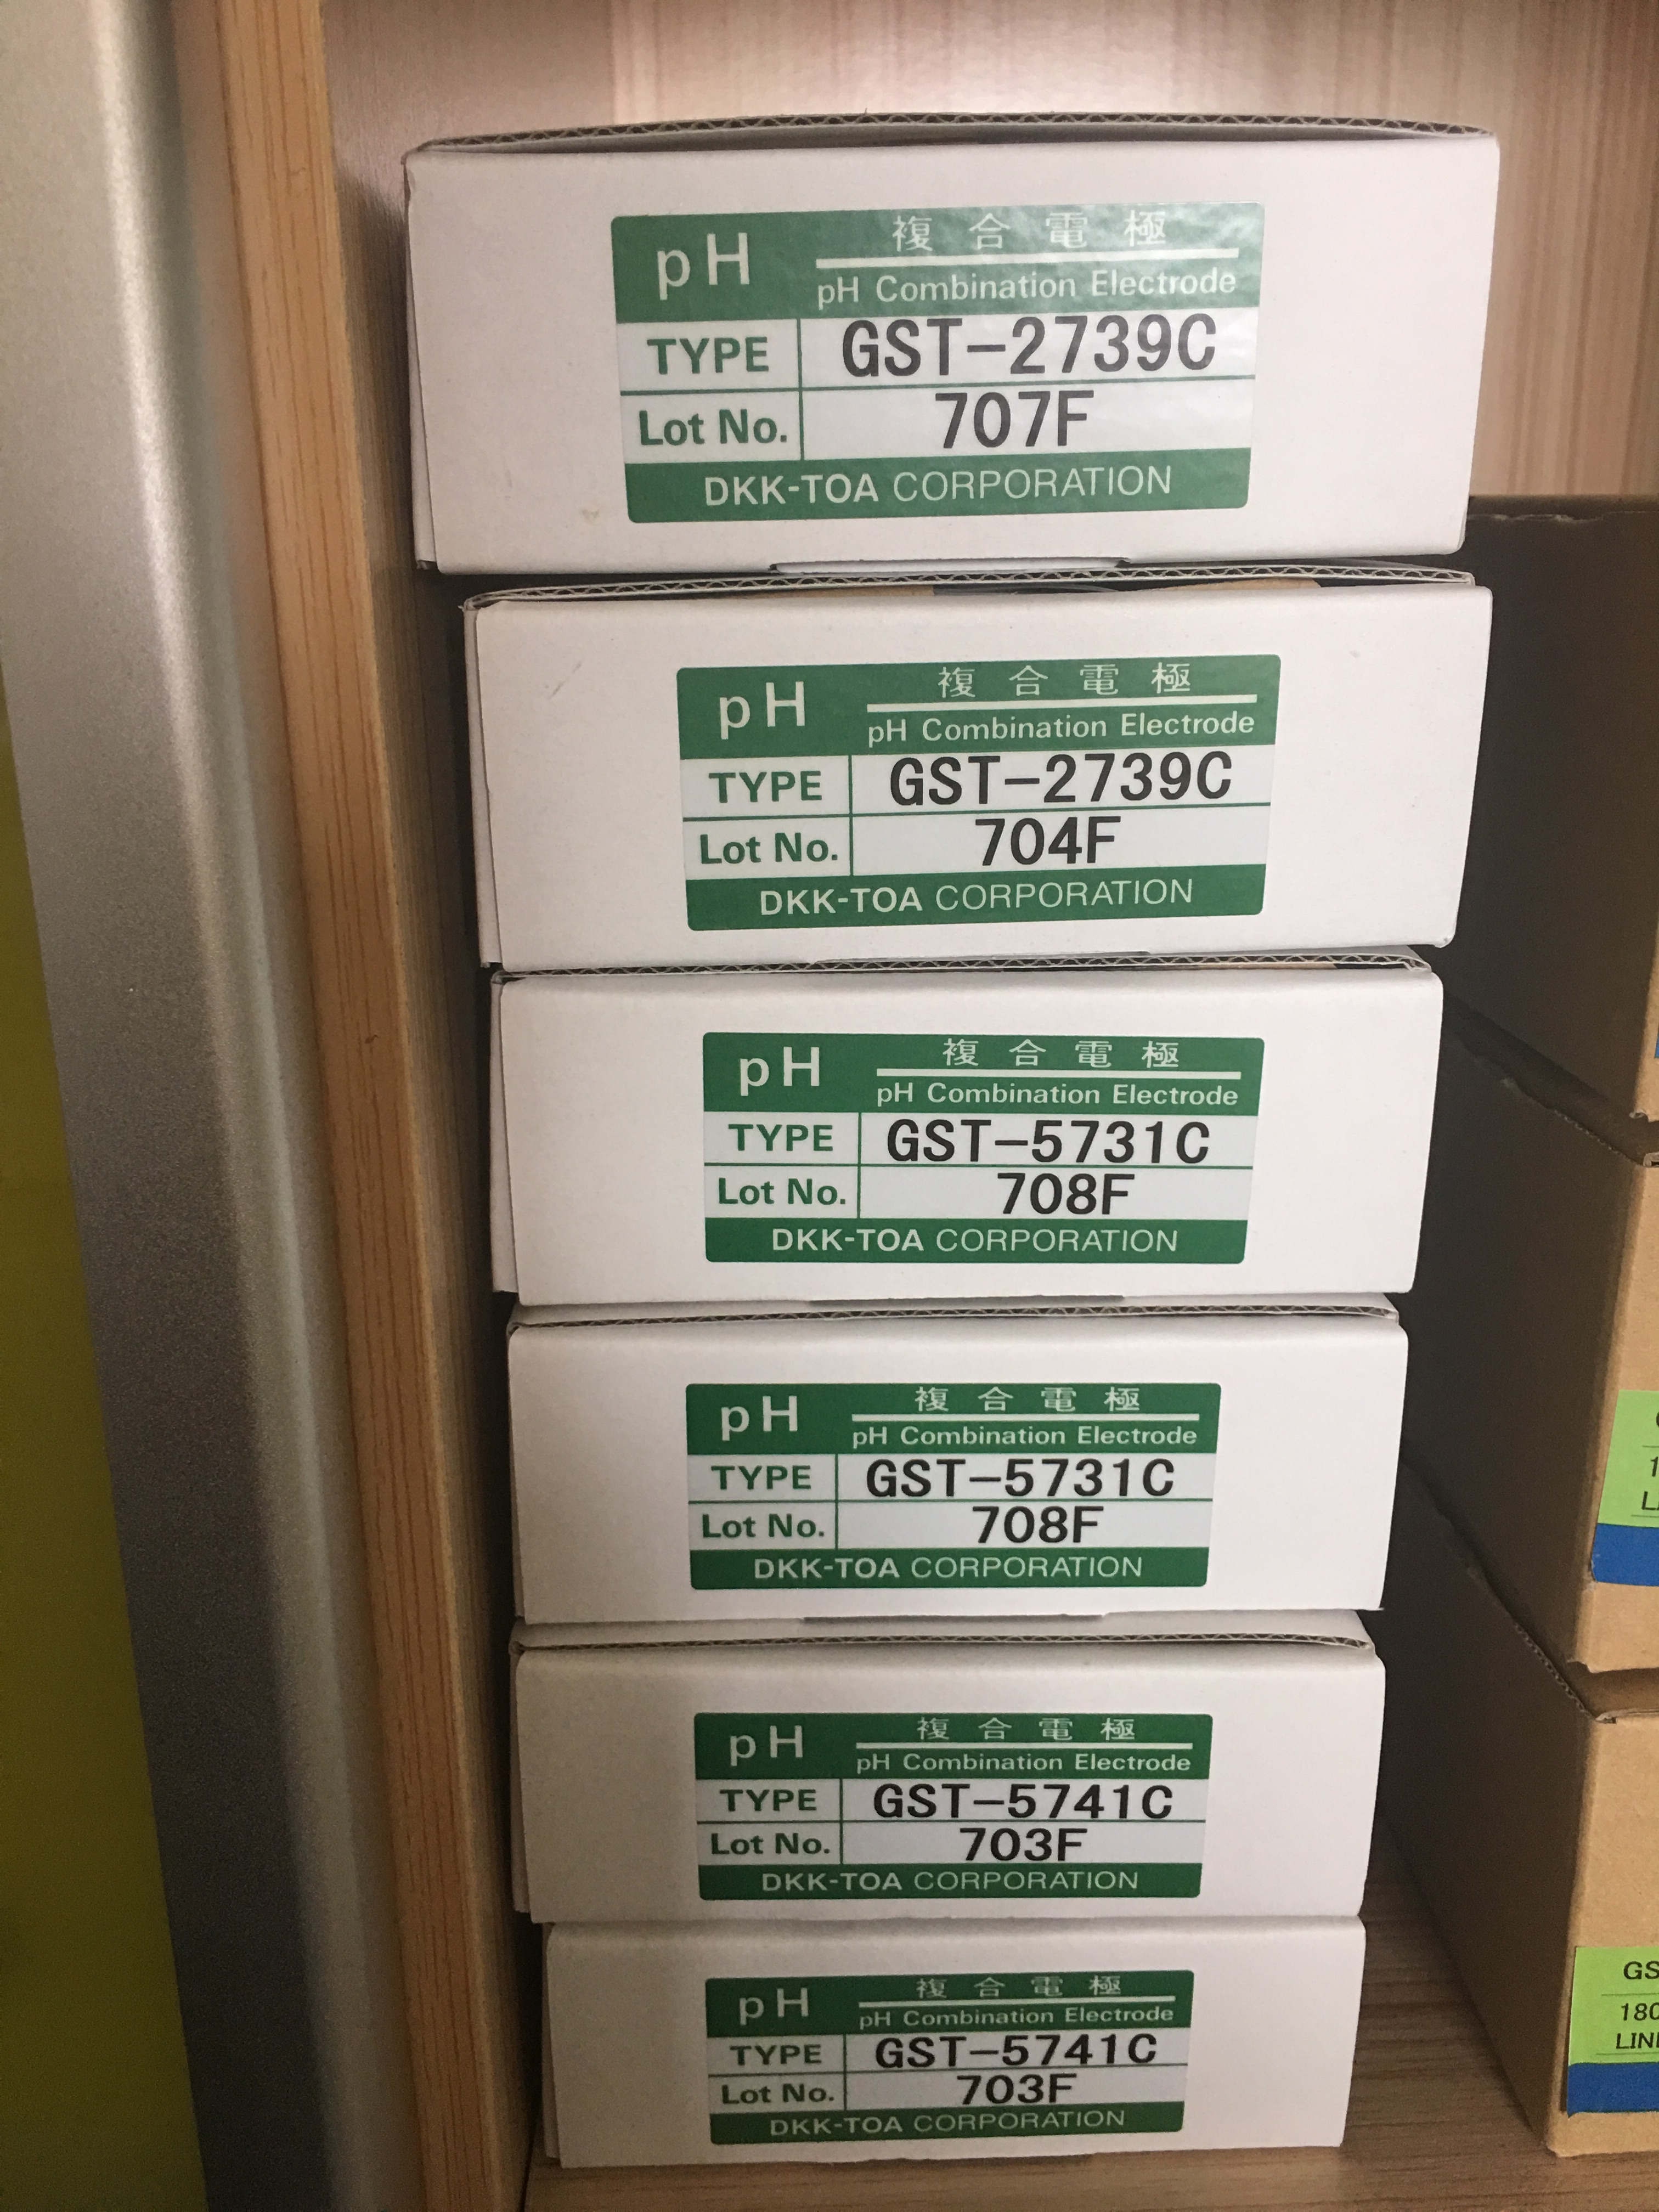 pH 複合電極
pH Combination Electrode
TYPE GST-2739C
Lot No. 707F
DKK-TOA CORPORATION
pH 複合電極
pH Combination Electrode
TYPE GST-2739C
Lot No. 704F
DKK-TOA CORPORATION
pH 複合電極
pH Combination Electrode
TYPE GST-5731C
Lot No. 708F
DKK-TOA CORPORATION
pH 複合電極
pH Combination Electrode
TYPE GST-5731C
Lot No. 708F
DKK-TOA CORPORATION
pH 複合電極
pH Combination Electrode
TYPE GST-5741C
Lot No. 703F
DKK-TOA CORPORATION
pH 複合電極
pH Combination Electrode
TYPE GST-5741C
Lot No. 703F
DKK-TOA CORPORATION
GS
180
LIN